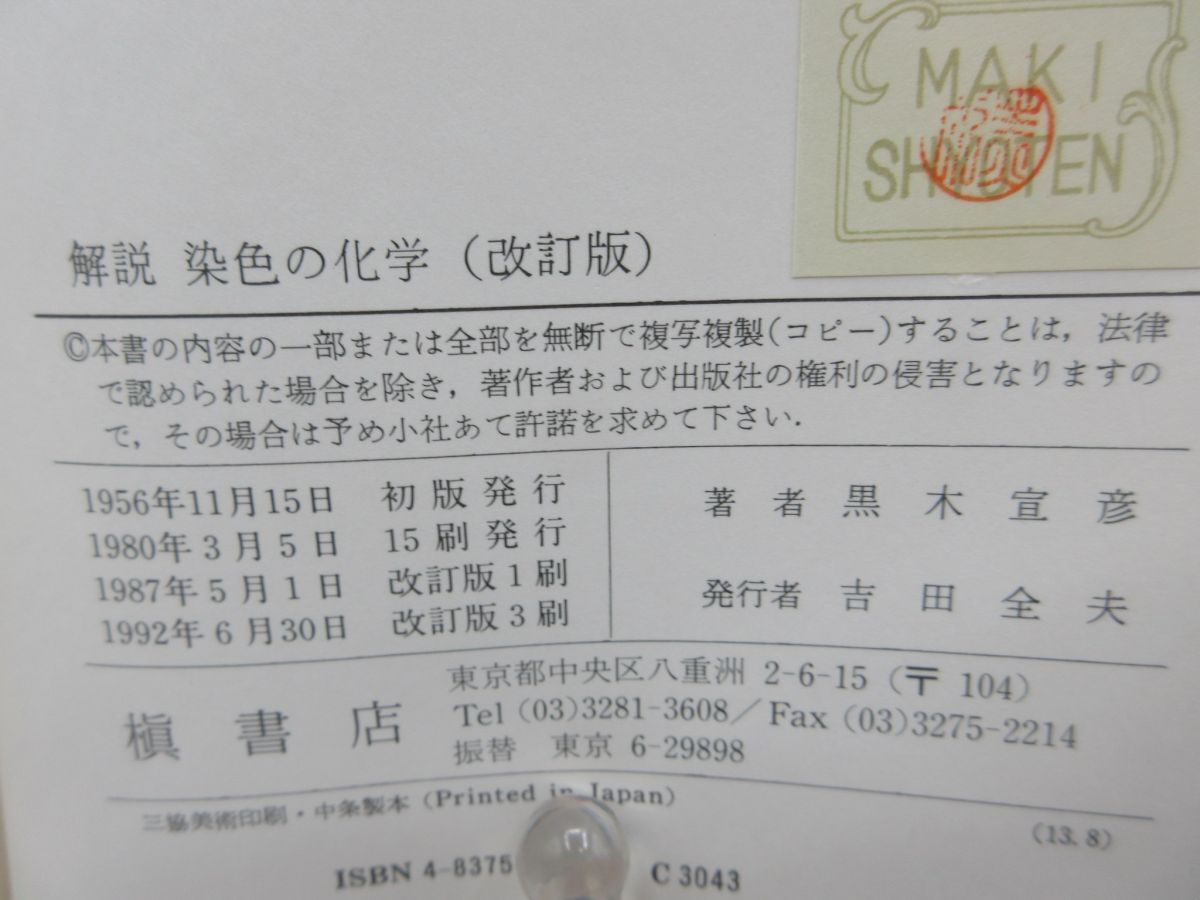 MAKI
SHYOTEN
解説 染色の化学（改訂版）
©本書の内容の一部または全部を無断で複写複製（コピー）することは，法律
で認められた場合を除き，著作者および出版社の権利の侵害となりますの
で，その場合は予め小社あて許諾を求めて下さい．
1956年11月15日 初版発行
1980年3月5日 15刷発行
1987年5月1日 改訂版1刷
1992年6月30日 改訂版3刷
著者 黒木宣彦
発行者 吉田全夫
槇書店
東京都中央区八重洲 2-6-15（〒 104）
Tel (03)3281-3608／Fax (03)3275-2214
振替 東京 6-29898
三協美術印刷・中条製本（Printed in Japan）
(13.8)
ISBN 4-8375 C 3043